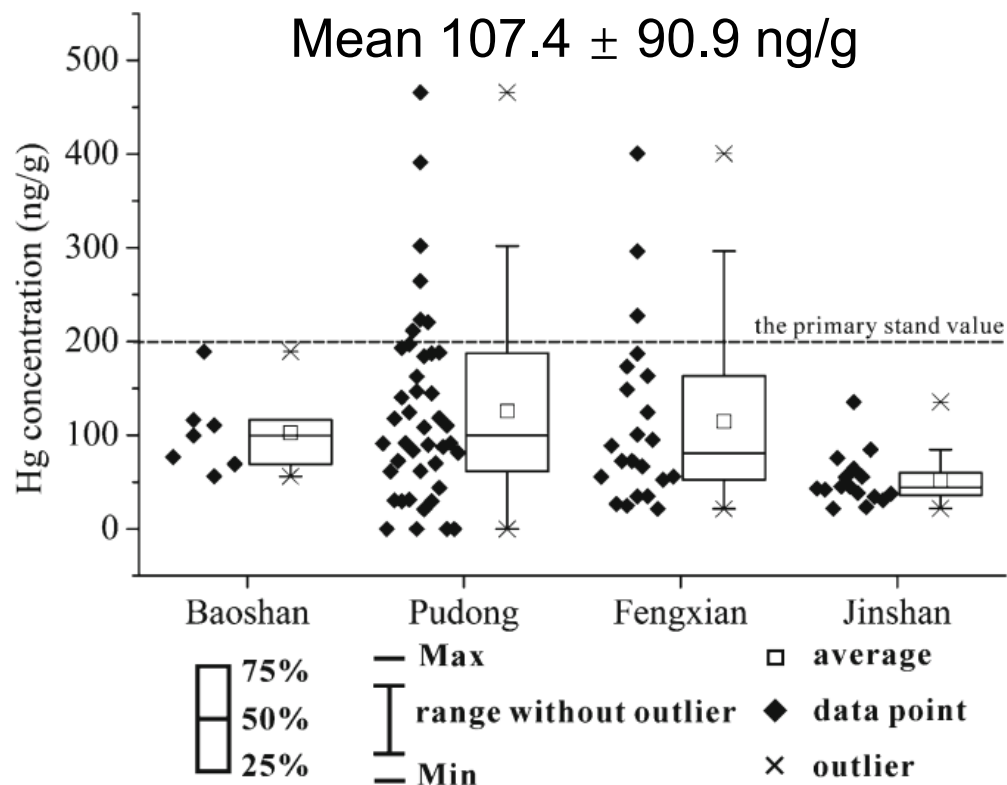 Mean 107.4 ± 90.9 ng/g
Hg concentration (ng/g)
500
400
300
200
100
0
the primary stand value
Baoshan Pudong Fengxian Jinshan
75%
50%
25%
Max
range without outlier
Min
average
data point
outlier